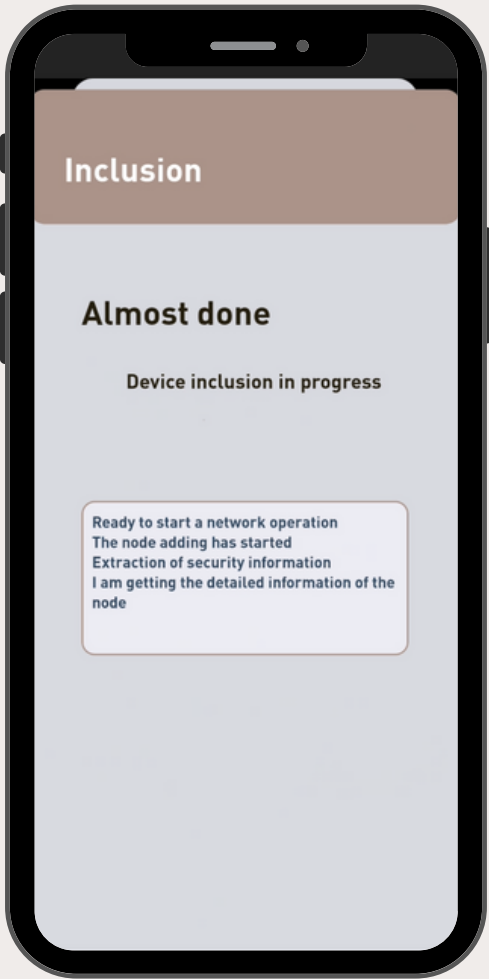 Inclusion
Almost done
Device inclusion in progress
Ready to start a network operation
The node adding has started
Extraction of security information
I am getting the detailed information of the
node